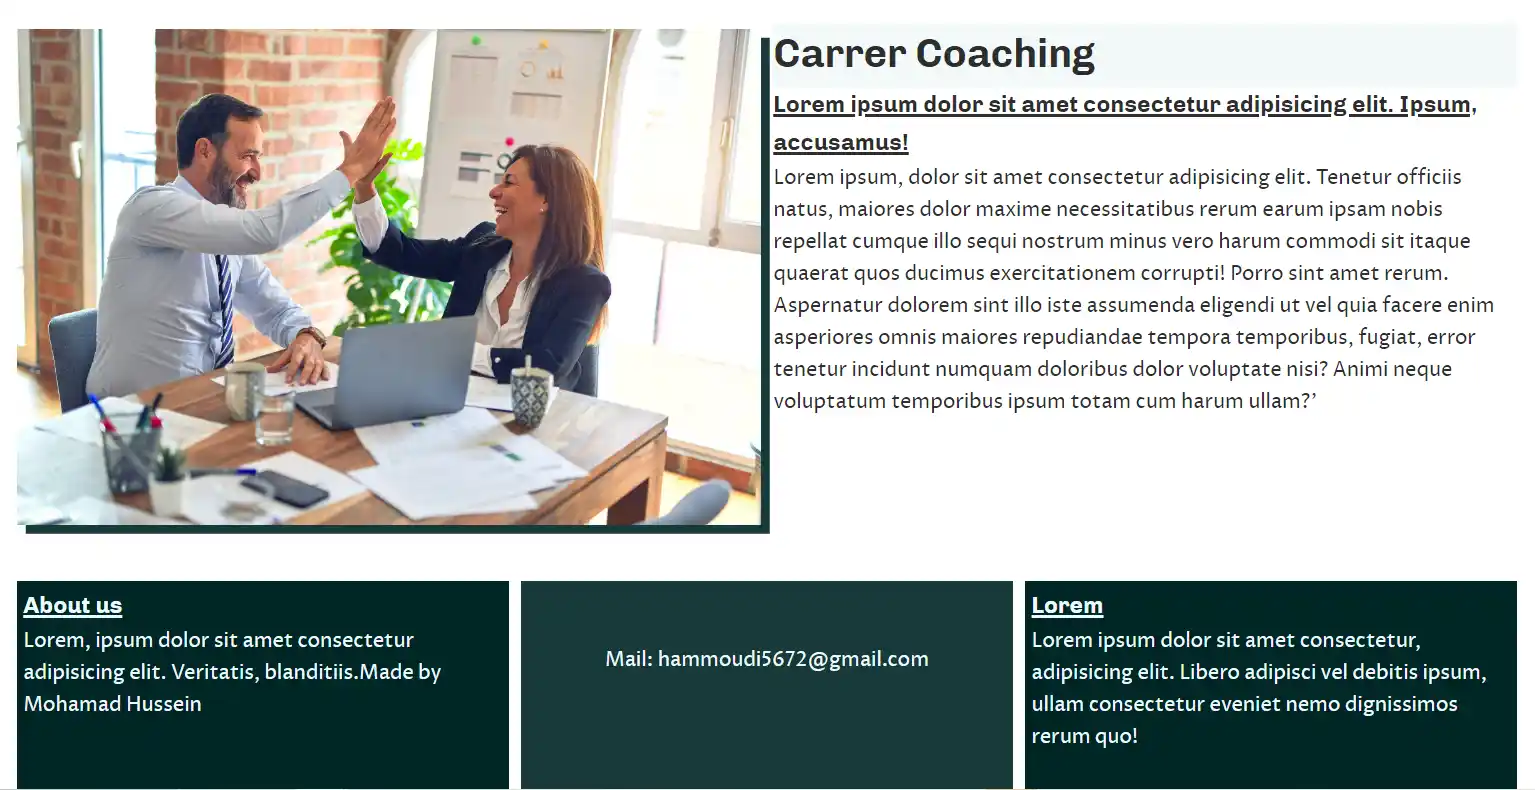 Carrer Coaching
Lorem ipsum dolor sit amet consectetur adipisicing elit. Ipsum,
accusamus!
Lorem ipsum, dolor sit amet consectetur adipisicing elit. Tenetur officiis
natus, maiores dolor maxime necessitatibus rerum earum ipsam nobis
repellat cumque illo sequi nostrum minus vero harum commodi sit itaque
quaerat quos ducimus exercitationem corrupti! Porro sint amet rerum.
Aspernatur dolorem sint illo iste assumenda eligendi ut vel quia facere enim
asperiores omnis maiores repudiandae tempora temporibus, fugiat, error
tenetur incidunt numquam doloribus dolor voluptate nisi? Animi neque
voluptatum temporibus ipsum totam cum harum ullam?’
About us
Lorem, ipsum dolor sit amet consectetur
adipisicing elit. Veritatis, blanditiis.Made by
Mohamad Hussein
Mail: hammoudi5672@gmail.com
Lorem
Lorem ipsum dolor sit amet consectetur,
adipisicing elit. Libero adipisci vel debitis ipsum,
ullam consectetur eveniet nemo dignissimos
rerum quo!